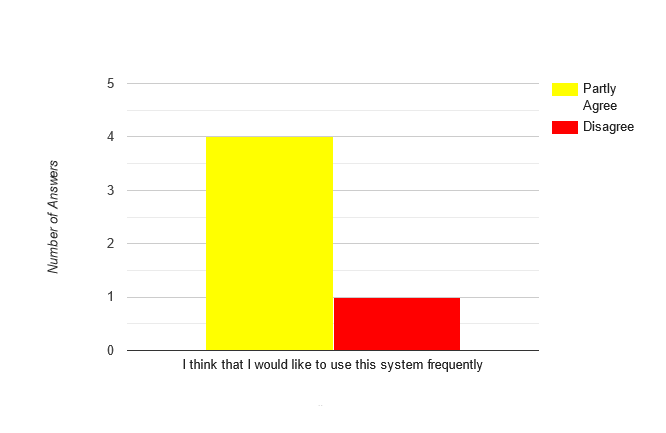 5
4
3
2
1
0
Number of Answers
I think that I would like to use this system frequently
Partly
Agree
Disagree